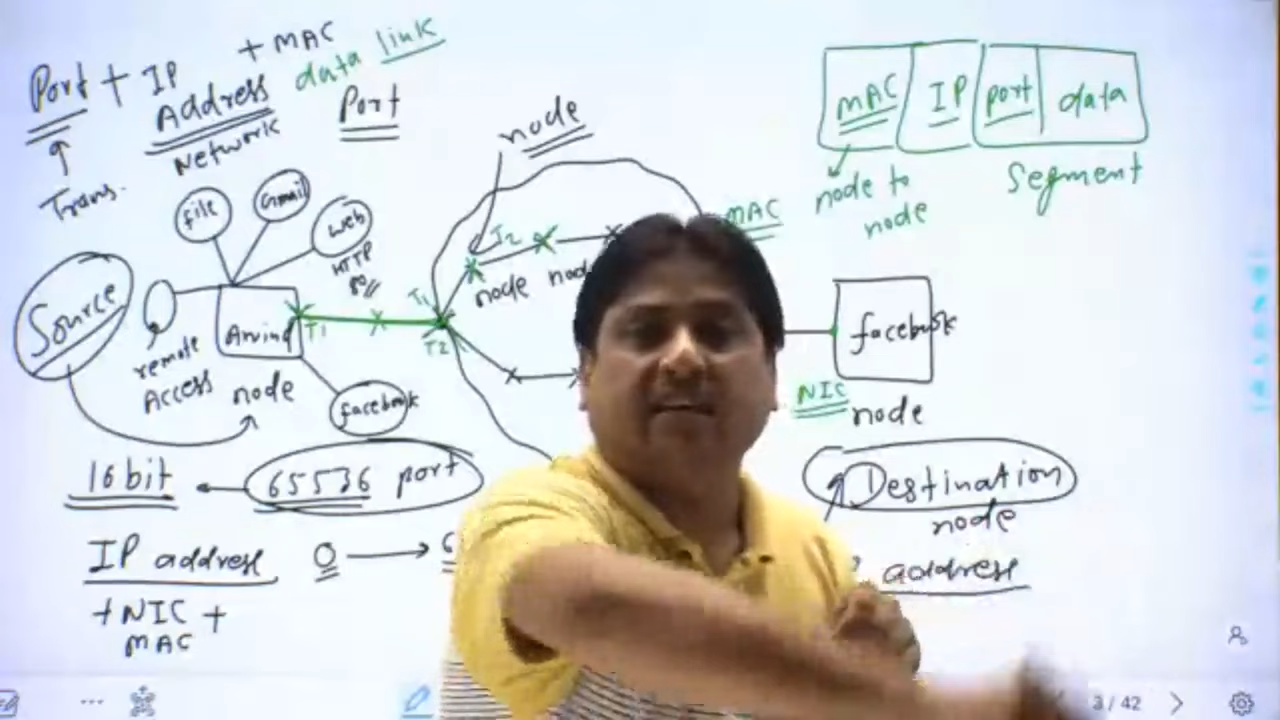 Port + IP Address + MAC
data link
Network
Trans.
Port
node
MAC IP port data
Segment
node to node
file
Gmail
Web
HTTP
80
Source
remote Access
Arvind
node
facebook
T1
T1
T2
T2
node
MAC
facebook
NIC
node
16 bit
65536 port
IP address
+ NIC +
MAC
0
Destination
node
address
3 / 42